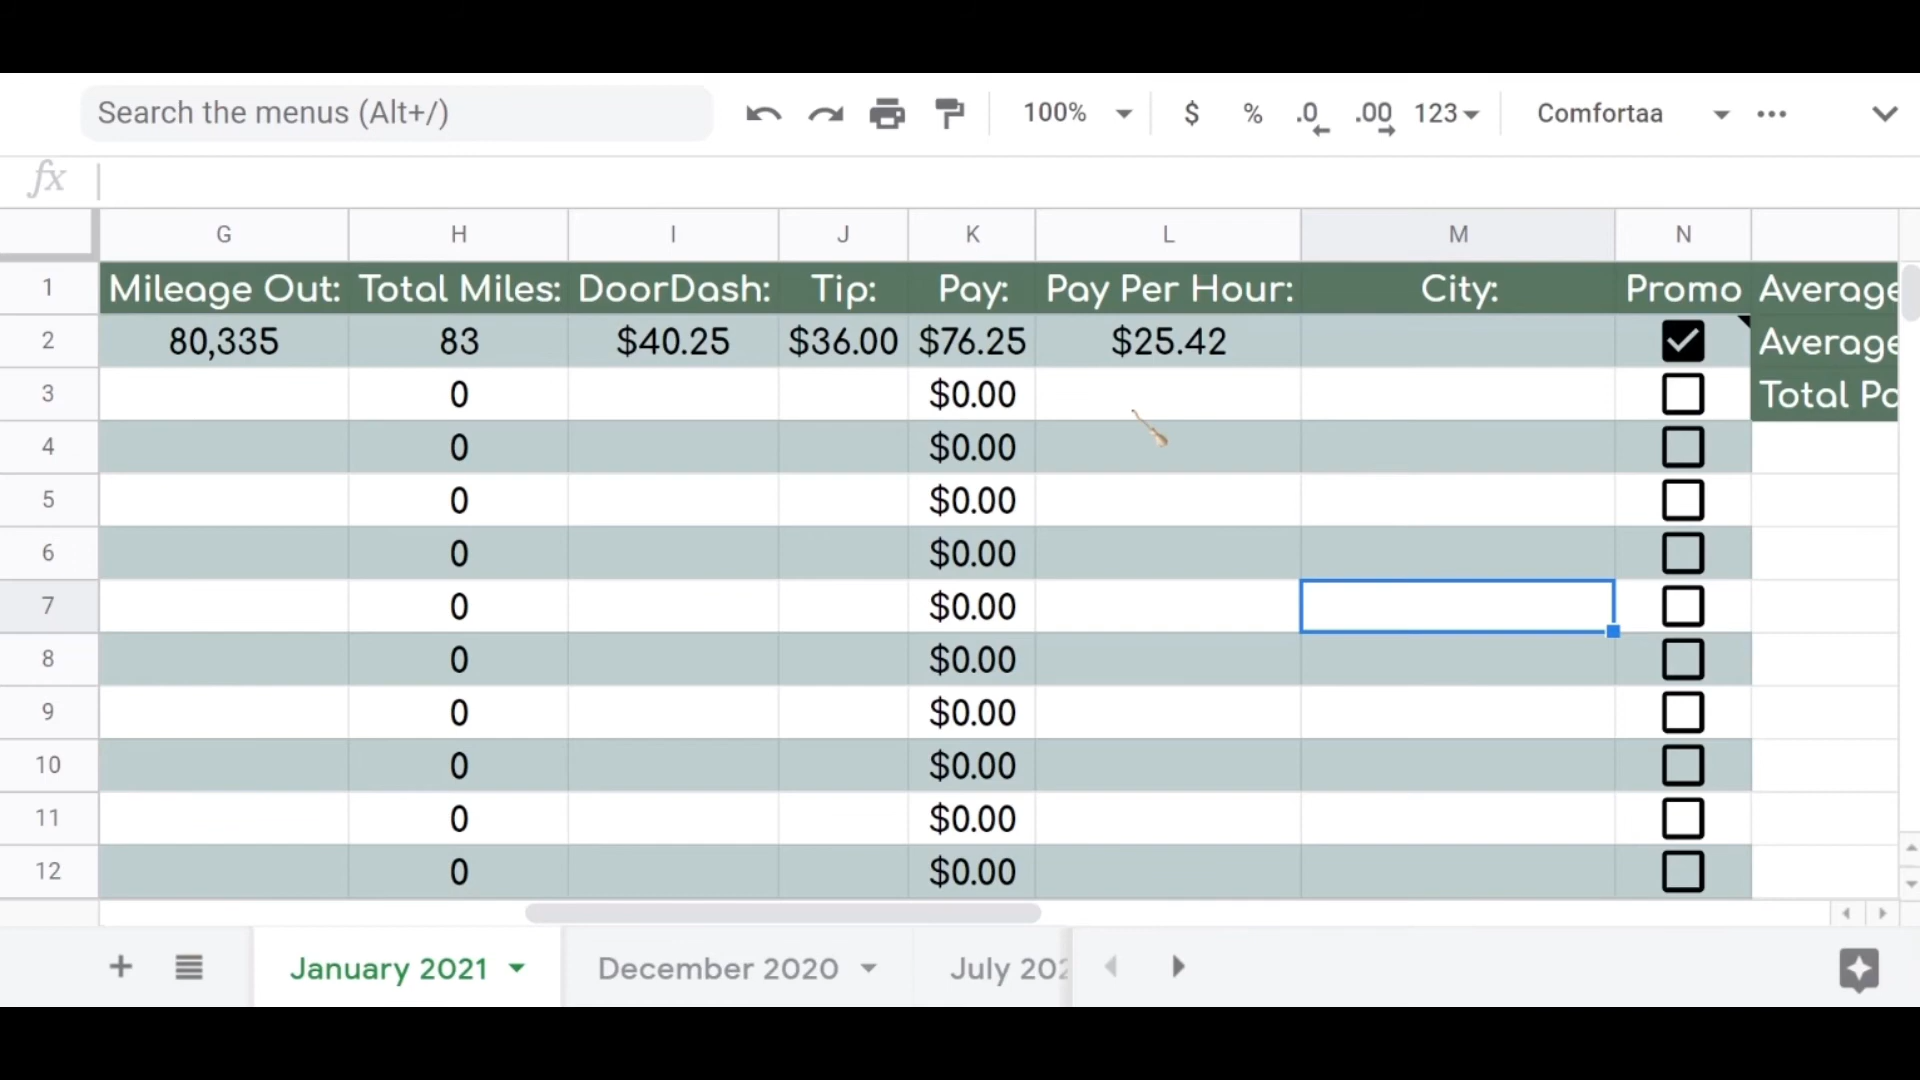 Search the menus (Alt+/) 100% $ % .0 .00 123 Comfortaa
fx
G H I J K L M N
1 Mileage Out: Total Miles: DoorDash: Tip: Pay: Pay Per Hour: City: Promo Average
2 80,335 83 $40.25 $36.00 $76.25 $25.42 Average
3 0 $0.00 Total
4 0 $0.00
5 0 $0.00
6 0 $0.00
7 0 $0.00
8 0 $0.00
9 0 $0.00
10 0 $0.00
11 0 $0.00
12 0 $0.00
January 2021 December 2020 July